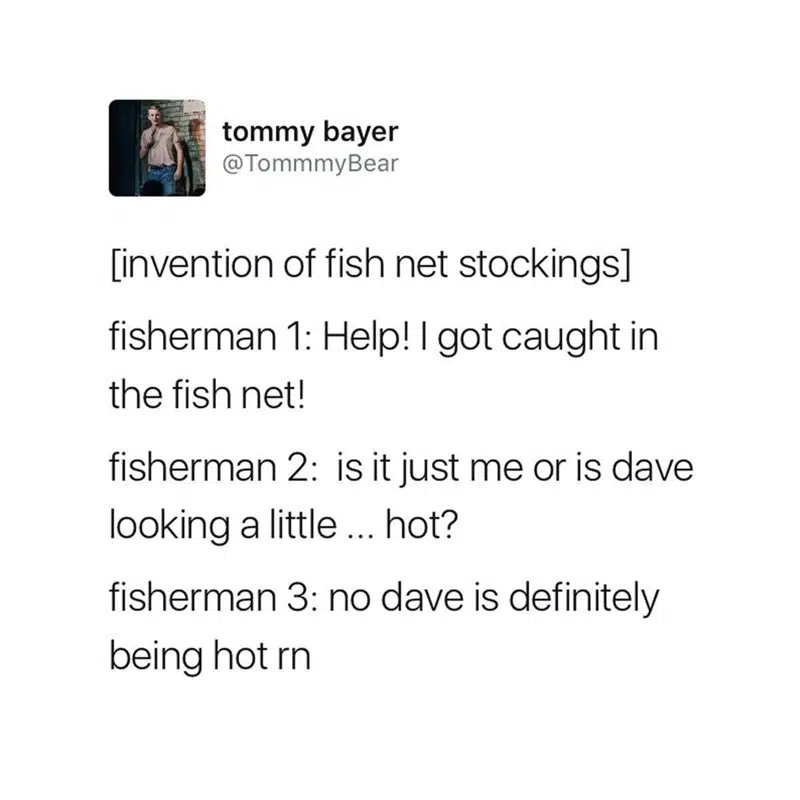 tommy bayer
@TommmyBear
[invention of fish net stockings]
fisherman 1: Help! I got caught in
the fish net!
fisherman 2:  is it just me or is dave
looking a little ... hot?
fisherman 3: no dave is definitely
being hot rn